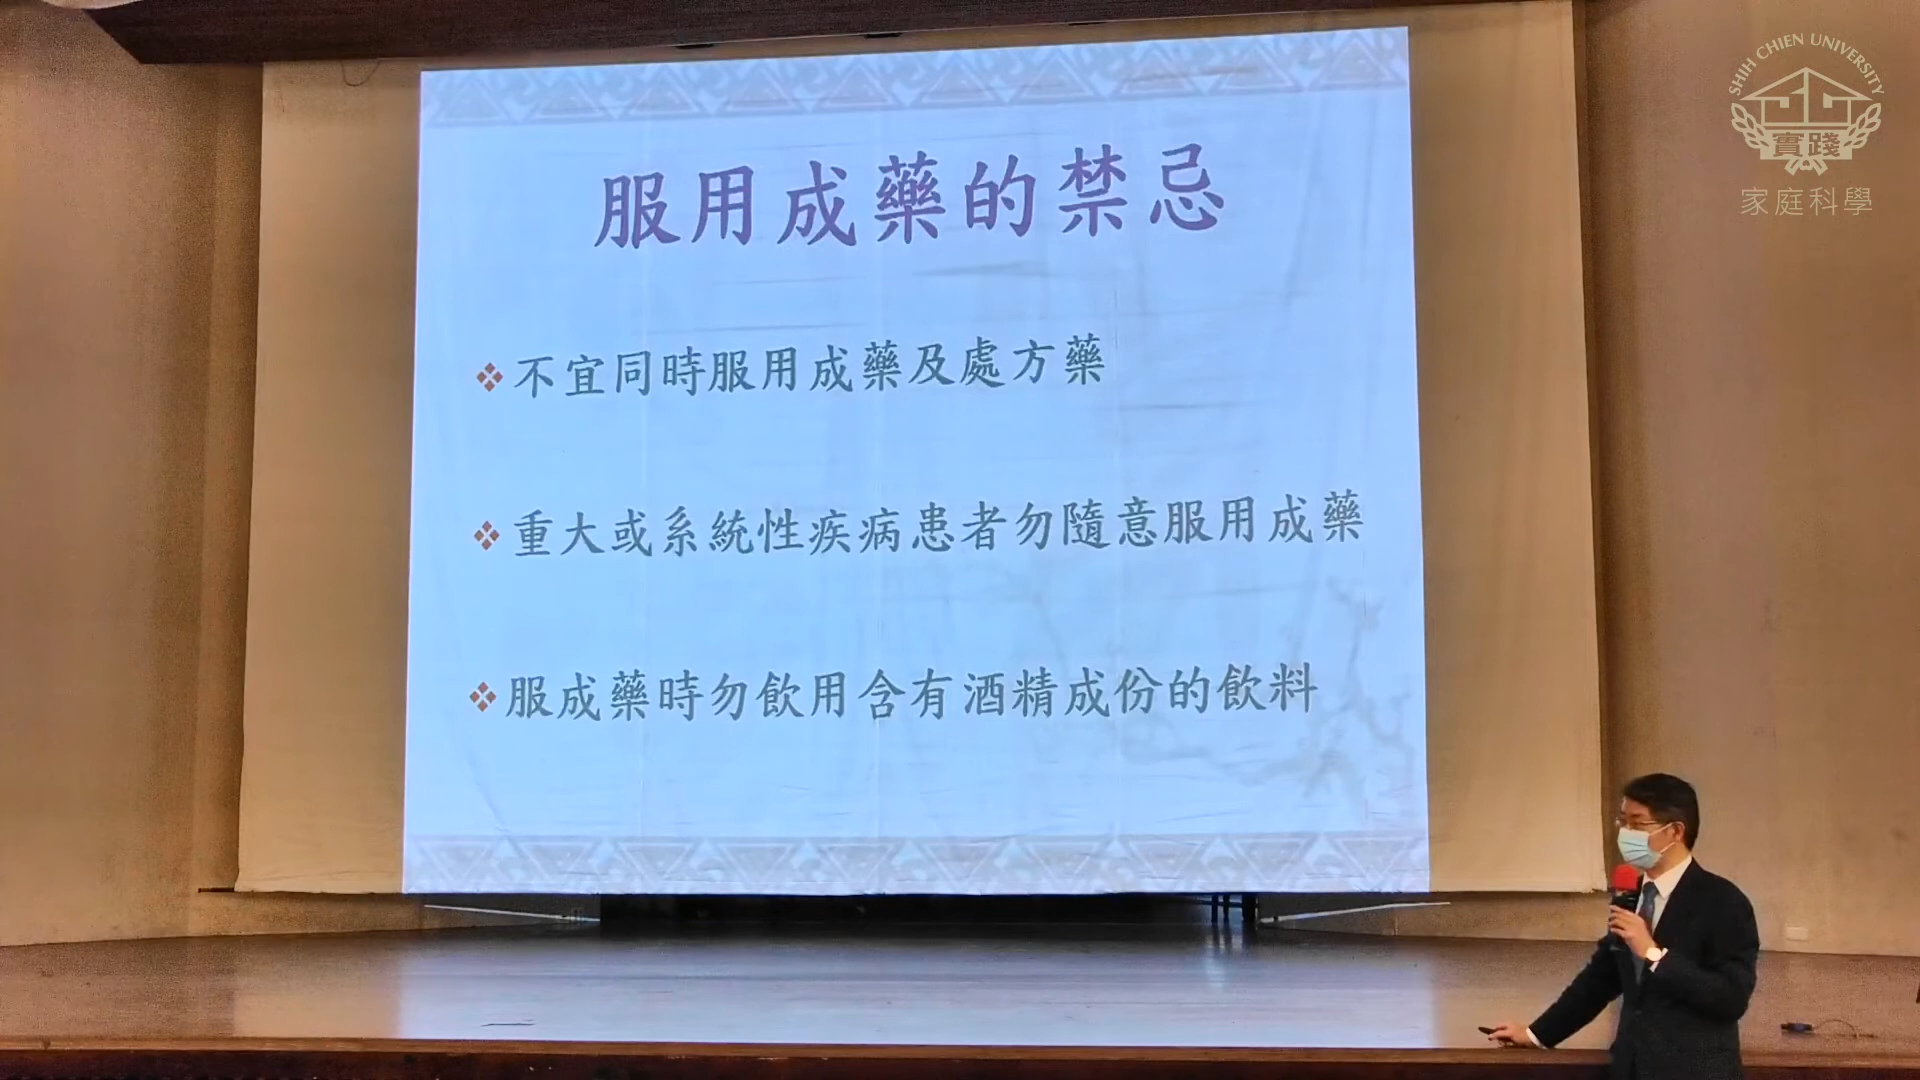 服用成藥的禁忌
不宜同時服用成藥及處方藥
重大或系統性疾病患者勿隨意服用成藥
服成藥時勿飲用含有酒精成份的飲料
SHIH CHIEN UNIVERSITY
實踐
家庭科學